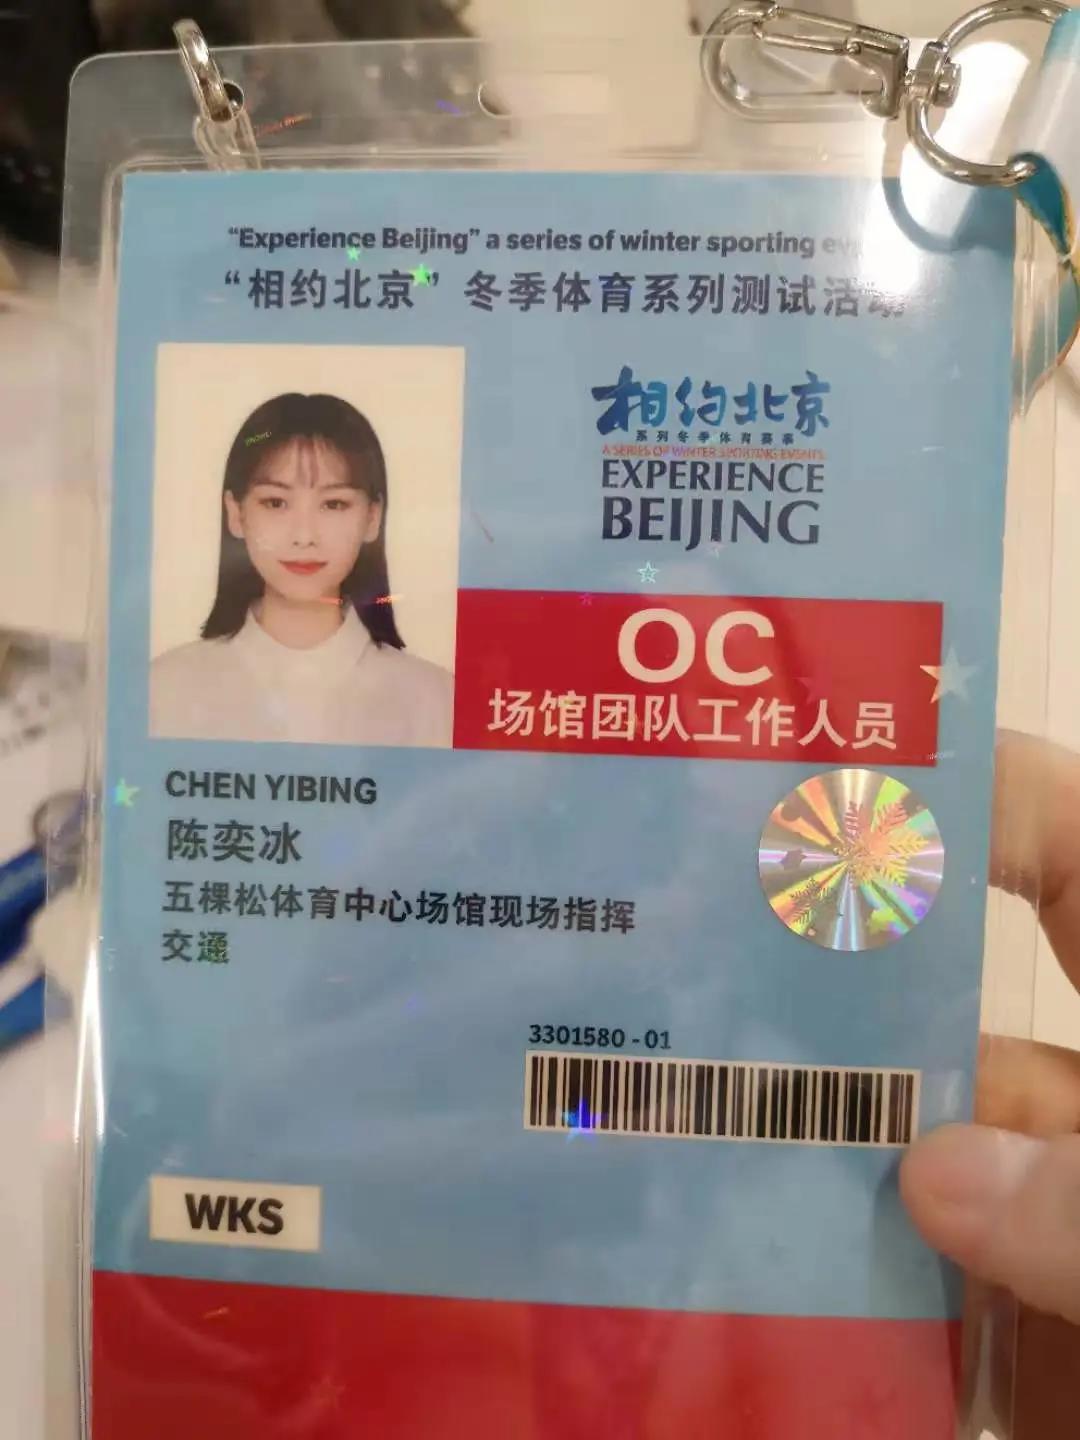 "Experience Beijing" a series of winter sporting
“相约北京”冬季体育系列测试活动
相约北京
系列冬季体育赛事
A SERIES OF WINTER SPORTING EVENTS
EXPERIENCE
BEIJING
OC
场馆团队工作人员
CHEN YIBING
陈奕冰
五棵松体育中心场馆现场指挥
交通
3301580 - 01
WKS